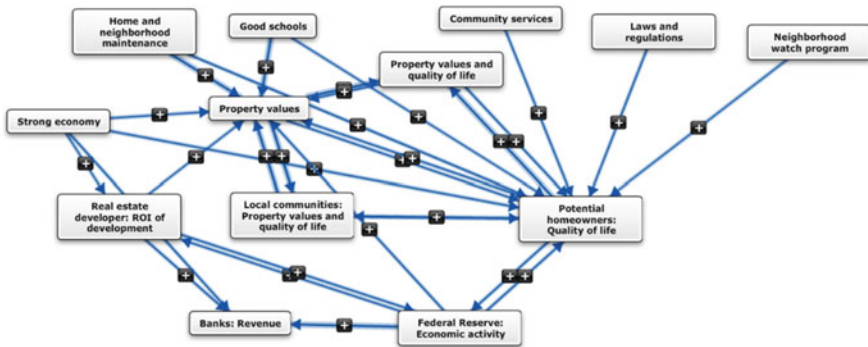 Home and
neighborhood
maintenance
Good schools
Community services
Laws and
regulations
Neighborhood
watch program
Property values and
quality of life
Strong economy
+
+
+
+
+
+
Property values
+
+
+
+
+
+
+
+
+
+
+
+
+
Real estate
developer: ROI of
development
Local communities:
Property values and
quality of life
+
Potential
homeowners:
Quality of life
+
+
+
+
+
Banks: Revenue
+
Federal Reserve:
Economic activity